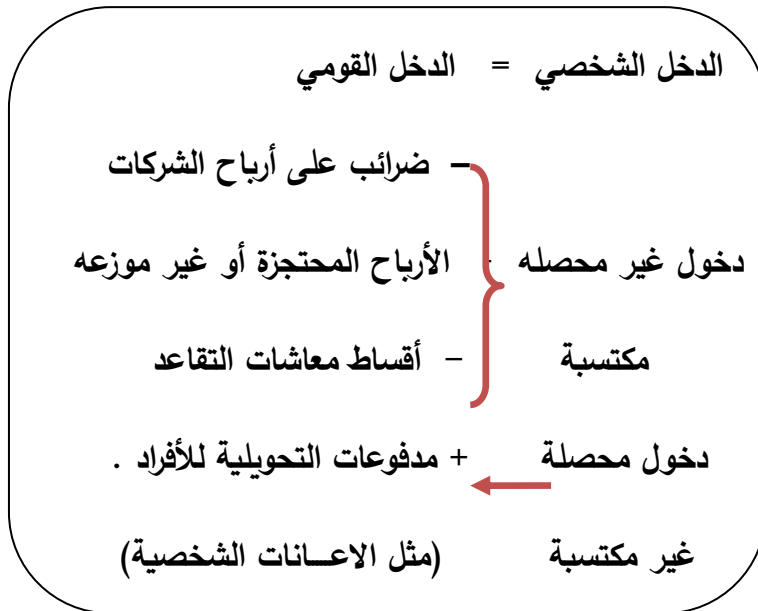 الدخل الشخصي = الدخل القومي
– ضرائب على أرباح الشركات
دخول غير محصله - الأرباح المحتجزة أو غير موزعه
مكتسبة – أقساط معاشات التقاعد
دخول محصلة + مدفوعات التحويلية للأفراد .
غير مكتسبة (مثل الاعـــانات الشخصية)